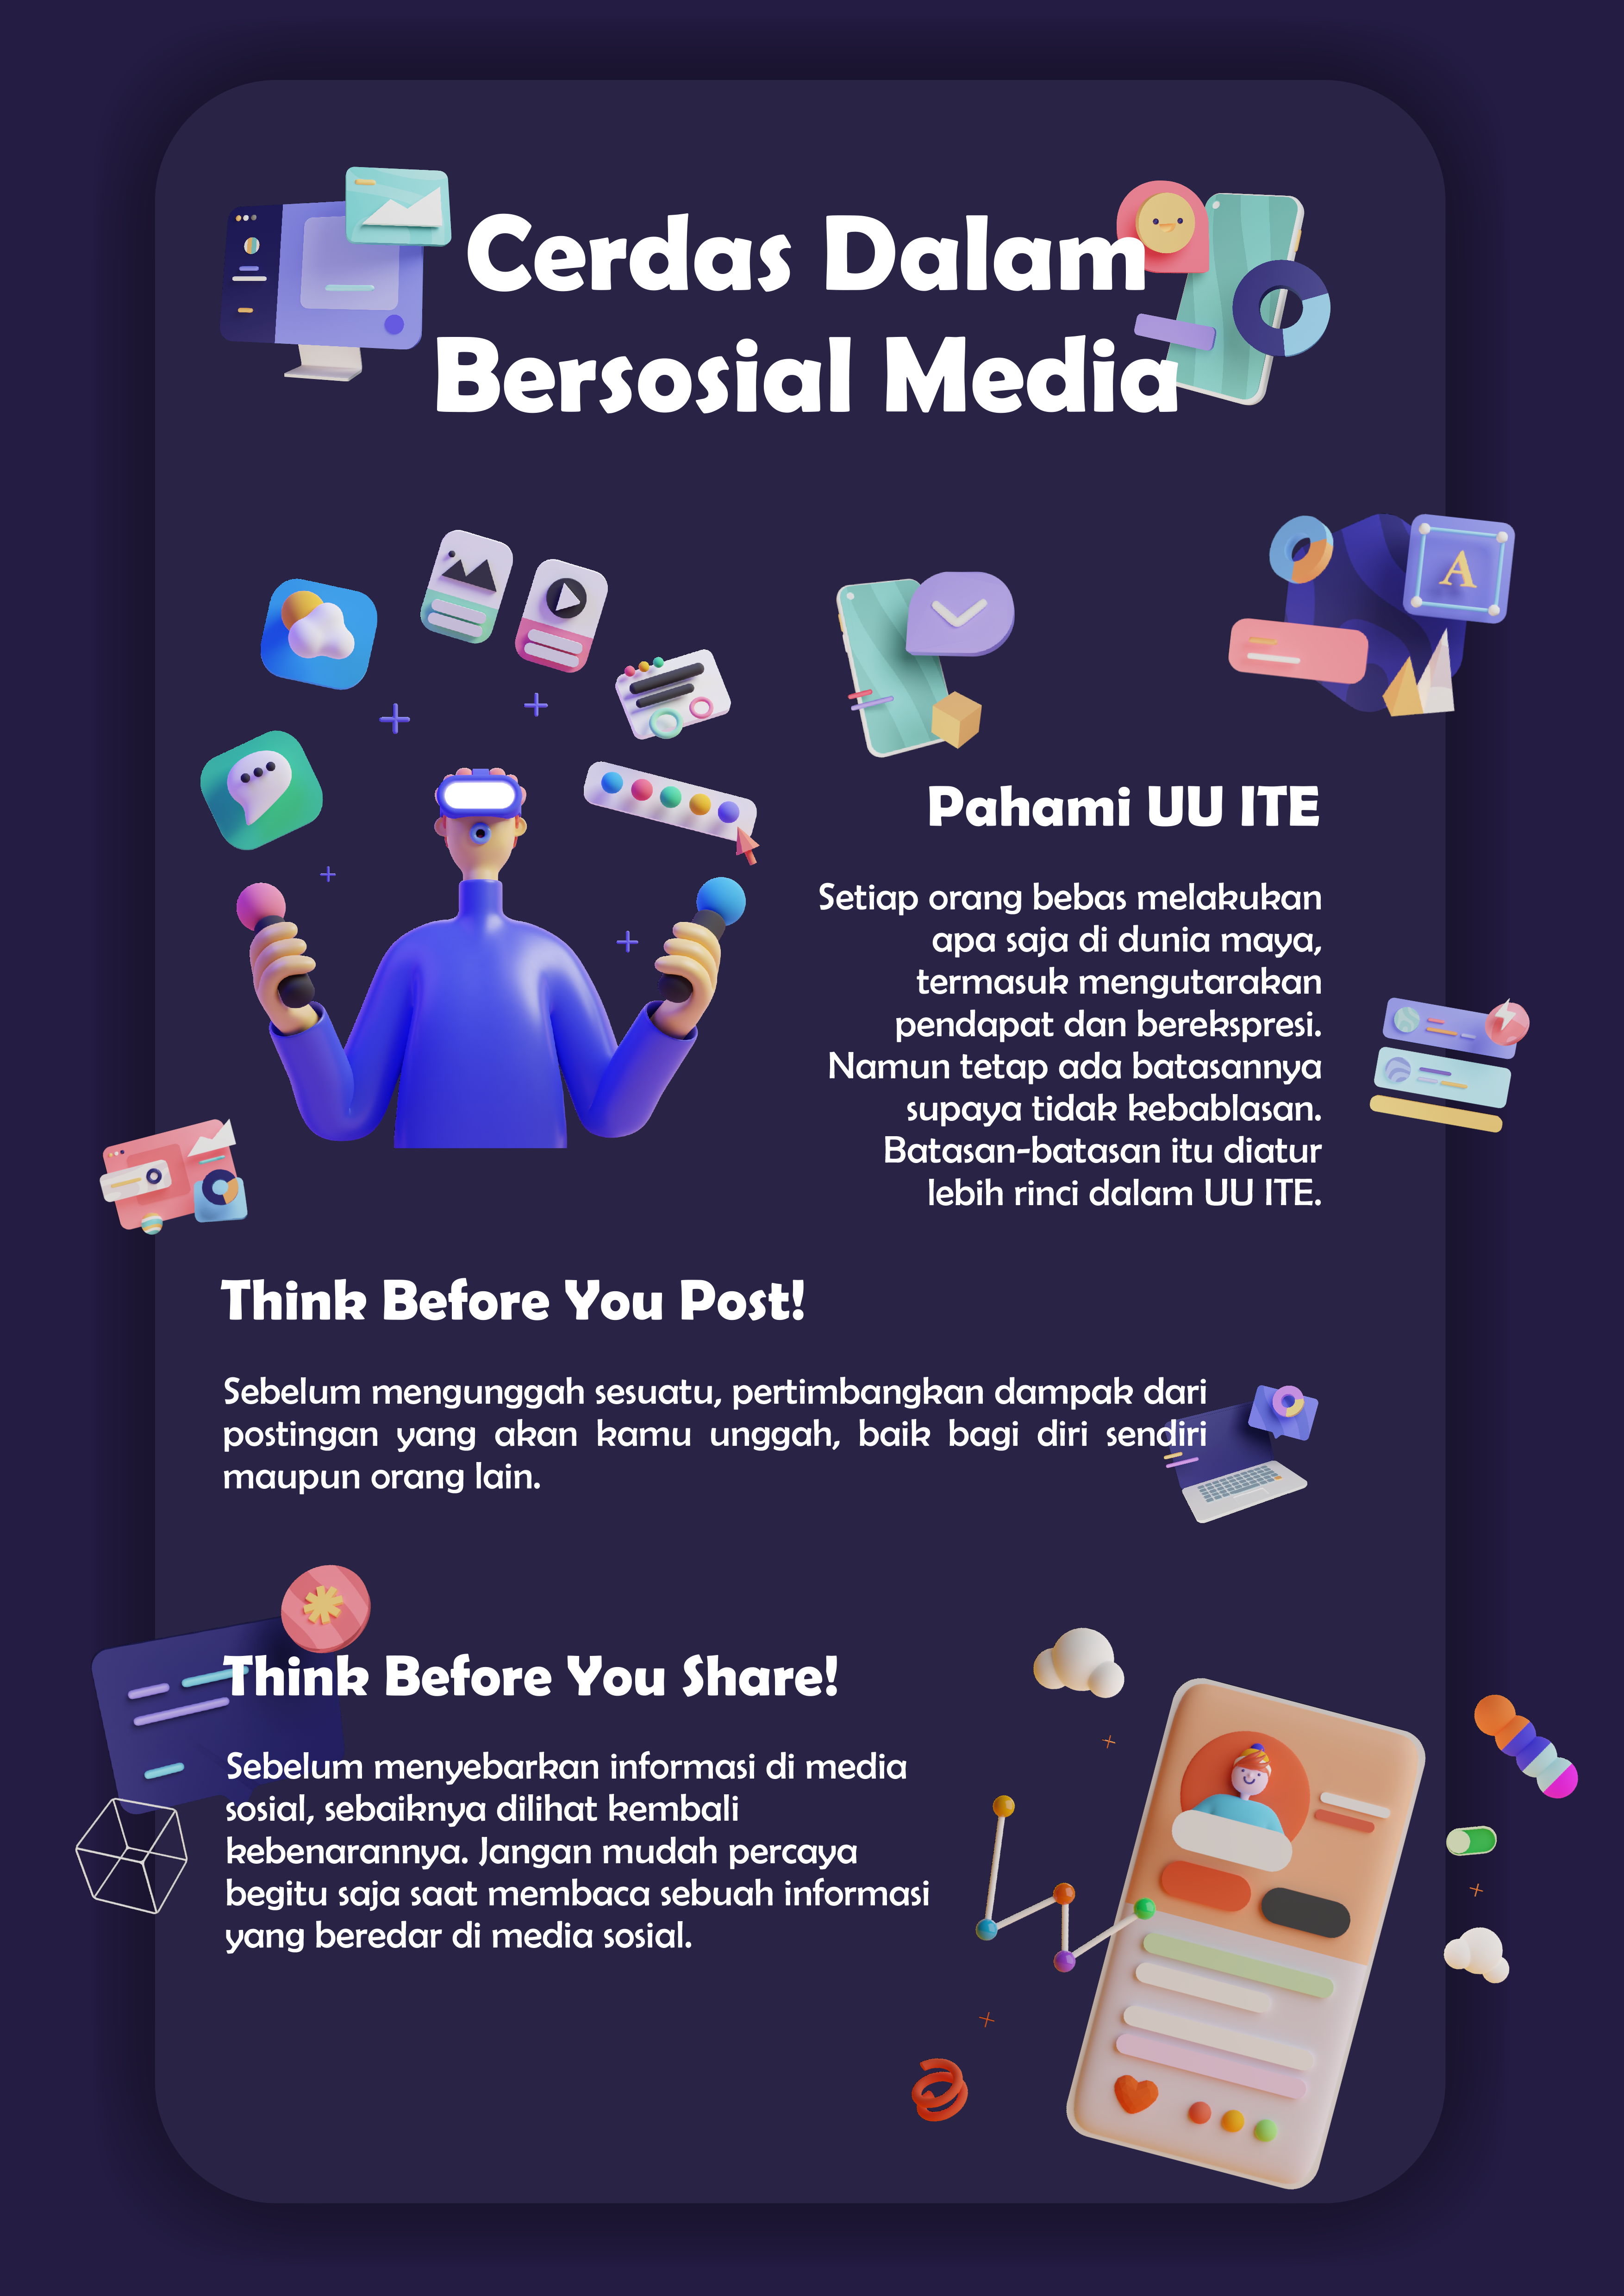 Cerdas Dalam
Bersosial Media
A
Pahami UU ITE
Setiap orang bebas melakukan
apa saja di dunia maya,
termasuk mengutarakan
pendapat dan berekspresi.
Namun tetap ada batasannya
supaya tidak kebablasan.
Batasan-batasan itu diatur
lebih rinci dalam UU ITE.
Think Before You Post!
Sebelum mengunggah sesuatu, pertimbangkan dampak dari
postingan yang akan kamu unggah, baik bagi diri sendiri
maupun orang lain.
Think Before You Share!
Sebelum menyebarkan informasi di media
sosial, sebaiknya dilihat kembali
kebenarannya. Jangan mudah percaya
begitu saja saat membaca sebuah informasi
yang beredar di media sosial.